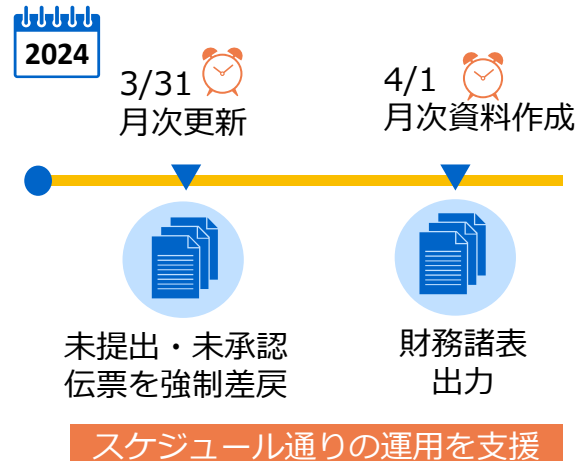 2024
3/31
月次更新
4/1
月次資料作成
未提出・未承認
伝票を強制差戻
財務諸表
出力
スケジュール通りの運用を支援